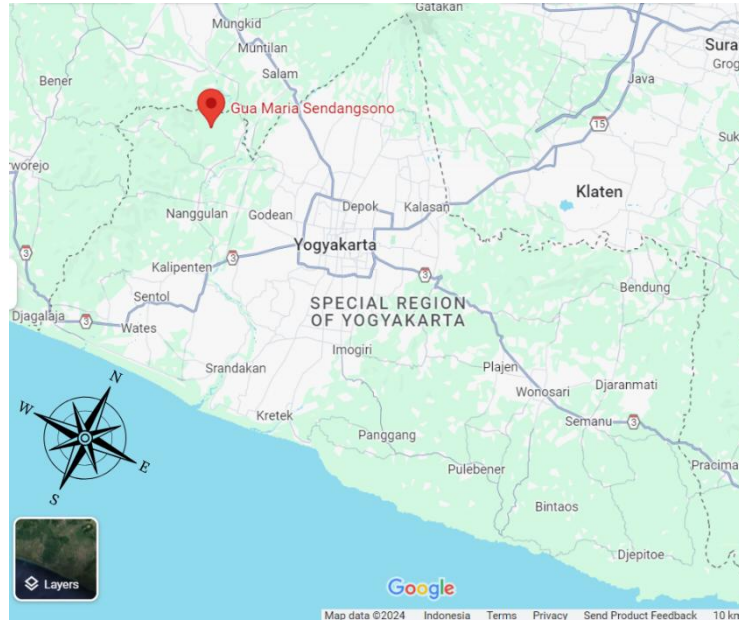 Gatakan
Mungkid
Muntilan
Sura
Grog
Salam
Java
Bener
Gua Maria Sendangsono
15
Suk
worejo
Klaten
Depok
Kalasan
Nanggulan
Godean
Yogyakarta
3
3
3
Kalipenten
Bendung
Sentol
SPECIAL REGION
OF YOGYAKARTA
Djagalaja
3
Wates
Imogiri
Srandakan
Plajen
Djaranmati
Wonosari
N
W
E
S
Kretek
Semanu
3
Panggang
Pulebener
Pracima
Bintaos
Djepitoe
Layers
Google
Map data ©2024 Indonesia Terms Privacy Send Product Feedback 10 km